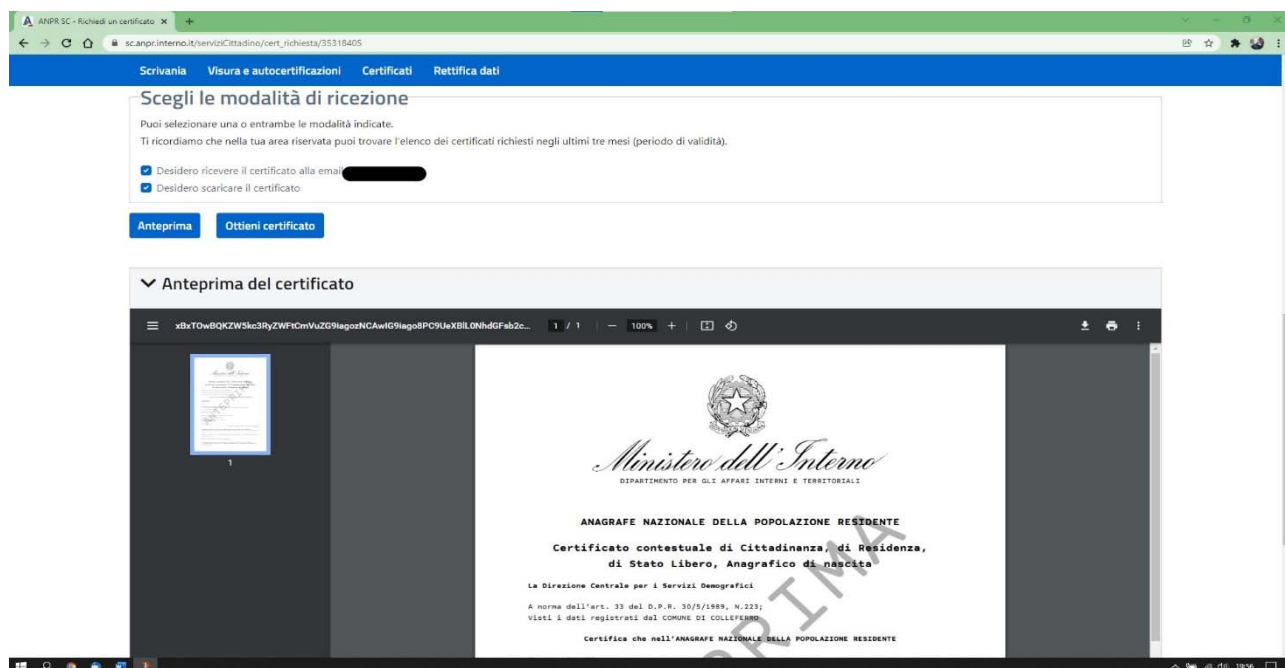 ANPR SC - Richiedi un certificato
sc.anpr.interno.it/serviziCittadino/cert_richiesta/35318405
Scrivania Visura e autocertificazioni Certificati Rettifica dati
Scegli le modalità di ricezione
Puoi selezionare una o entrambe le modalità indicate.
Ti ricordiamo che nella tua area riservata puoi trovare l'elenco dei certificati richiesti negli ultimi tre mesi (periodo di validità).
Desidero ricevere il certificato alla email
Desidero scaricare il certificato
Anteprima Ottieni certificato
Anteprima del certificato
1 / 1 100%
1
Ministero dell'Interno
DIPARTIMENTO PER GLI AFFARI INTERNI E TERRITORIALI
ANAGRAFE NAZIONALE DELLA POPOLAZIONE RESIDENTE
Certificato contestuale di Cittadinanza, di Residenza,
di Stato Libero, Anagrafico di nascita
La Direzione Centrale per i Servizi Demografici
A norma dell'art. 33 del D.P.R. 30/5/1989, N.223;
Visti i dati registrati dal COMUNE DI COLLEFERRO
Certifica che nell'ANAGRAFE NAZIONALE DELLA POPOLAZIONE RESIDENTE
19:56